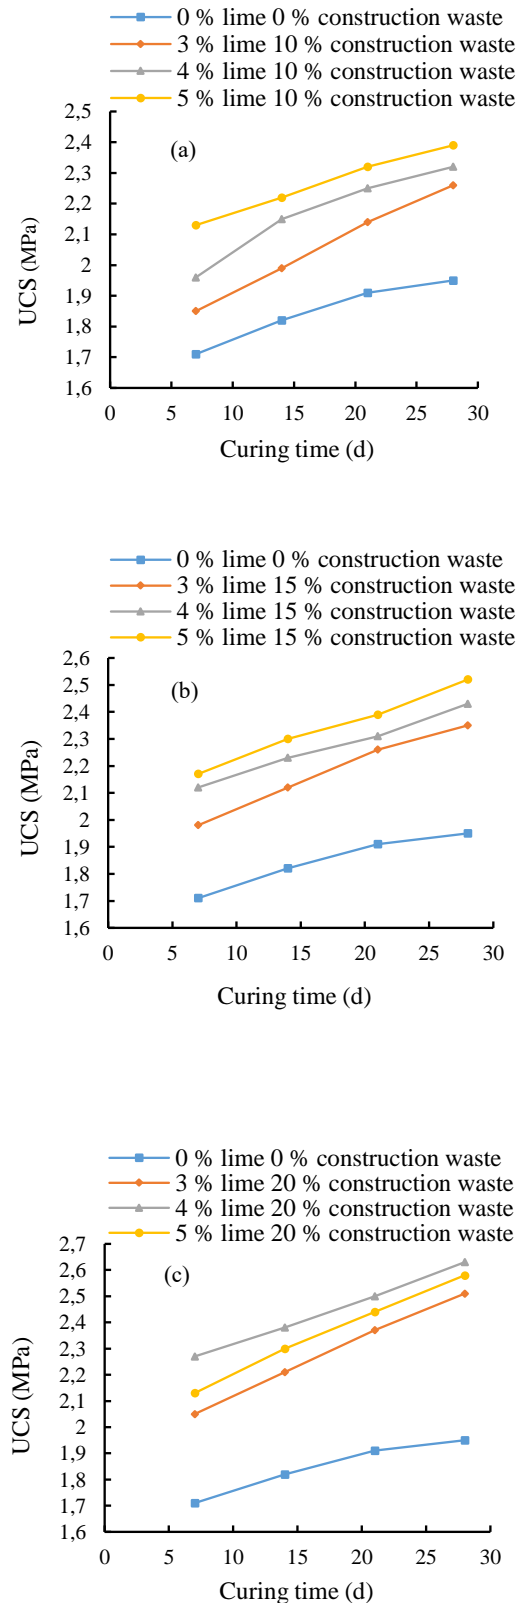 0 % lime 0 % construction waste
3 % lime 10 % construction waste
4 % lime 10 % construction waste
5 % lime 10 % construction waste
2,5
2,4
2,3
2,2
2,1
2
1,9
1,8
1,7
1,6
(a)
UCS (MPa)
0 5 10 15 20 25 30
Curing time (d)
0 % lime 0 % construction waste
3 % lime 15 % construction waste
4 % lime 15 % construction waste
5 % lime 15 % construction waste
2,6
2,5
2,4
2,3
2,2
2,1
2
1,9
1,8
1,7
1,6
(b)
UCS (MPa)
0 5 10 15 20 25 30
Curing time (d)
0 % lime 0 % construction waste
3 % lime 20 % construction waste
4 % lime 20 % construction waste
5 % lime 20 % construction waste
2,7
2,6
2,5
2,4
2,3
2,2
2,1
2
1,9
1,8
1,7
1,6
(c)
UCS (MPa)
0 5 10 15 20 25 30
Curing time (d)